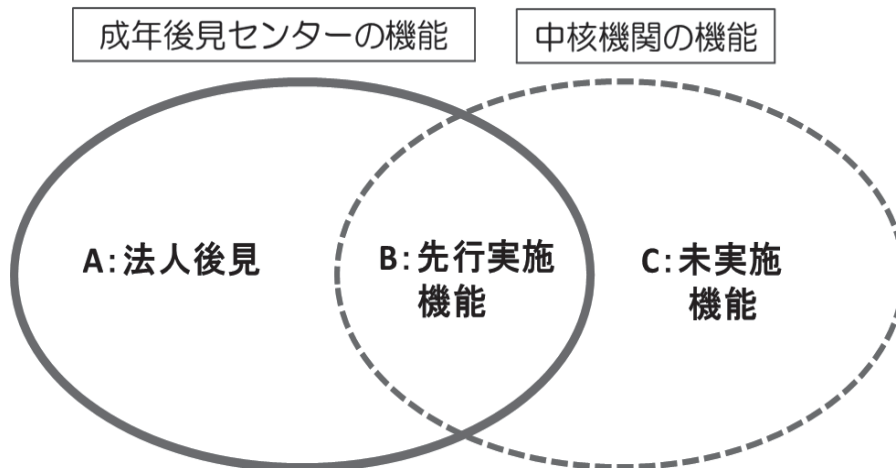 成年後見センターの機能
中核機関の機能
A:法人後見
B:先行実施
機能
C:未実施
機能